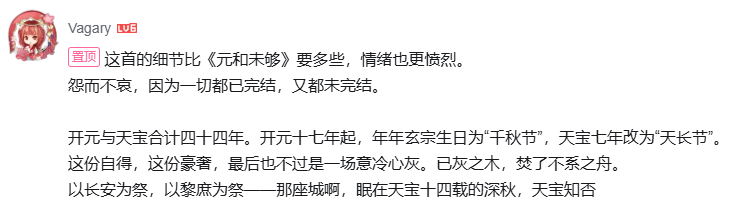 Vagary LV6
置顶 这首的细节比《元和未够》要多些，情绪也更愤烈。
怨而不哀，因为一切都已完结，又都未完结。
开元与天宝合计四十四年。开元十七年起，年年玄宗生日为“千秋节”，天宝七年改为“天长节”。
这份自得，这份豪奢，最后也不过是一场意冷心灰。已灰之木，焚了不系之舟。
以长安为祭，以黎庶为祭——那座城啊，眠在天宝十四载的深秋，天宝知否